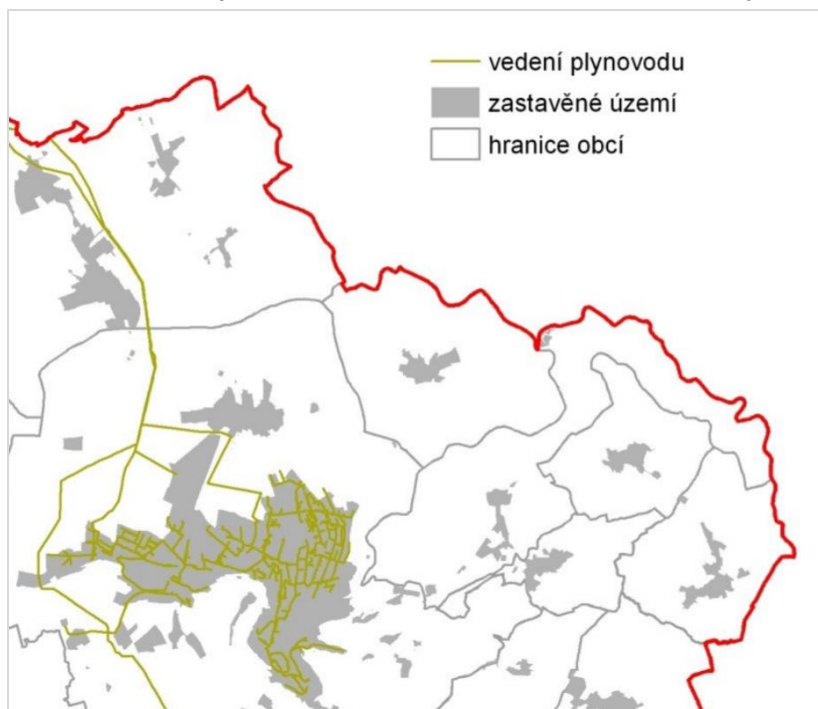 vedení plynovodu
zastavěné území
hranice obcí